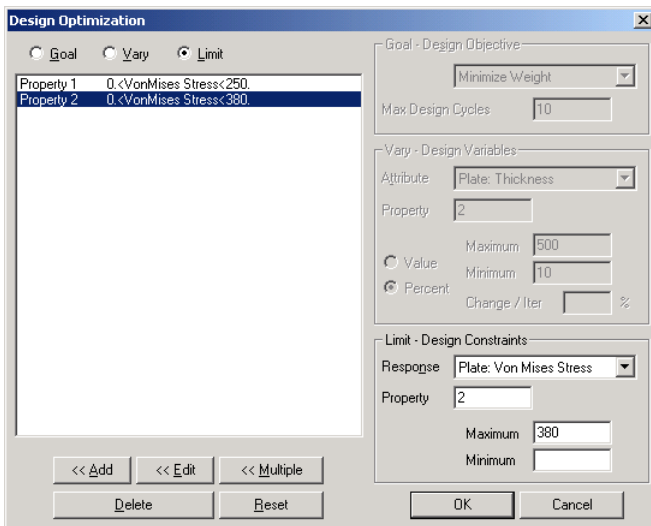 Design Optimization
Goal Vary Limit
Property 1 0.<VonMises Stress<250.
Property 2 0.<VonMises Stress<380.
<< Add << Edit << Multiple
Delete Reset
Goal - Design Objective
Minimize Weight
Max Design Cycles 10
Vary - Design Variables
Attribute Plate: Thickness
Property 2
Value
Percent
Maximum 500
Minimum 10
Change / Iter %
Limit - Design Constraints
Response Plate: Von Mises Stress
Property 2
Maximum 380
Minimum
OK Cancel